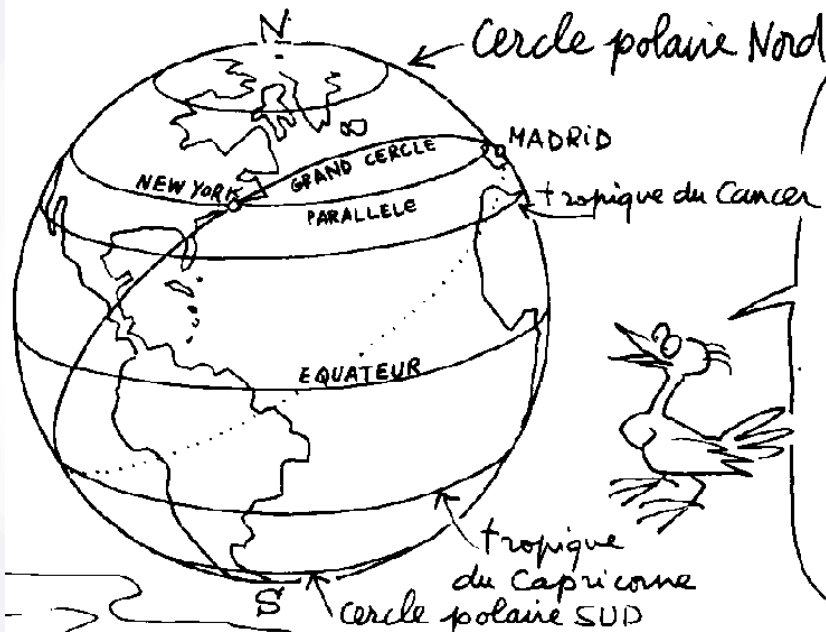 N
Cercle polaire Nord
MADRID
GRAND CERCLE
NEW YORK
tropique du Cancer
PARALLELE
EQUATEUR
tropique
du Capricorne
S
Cercle polaire SUD